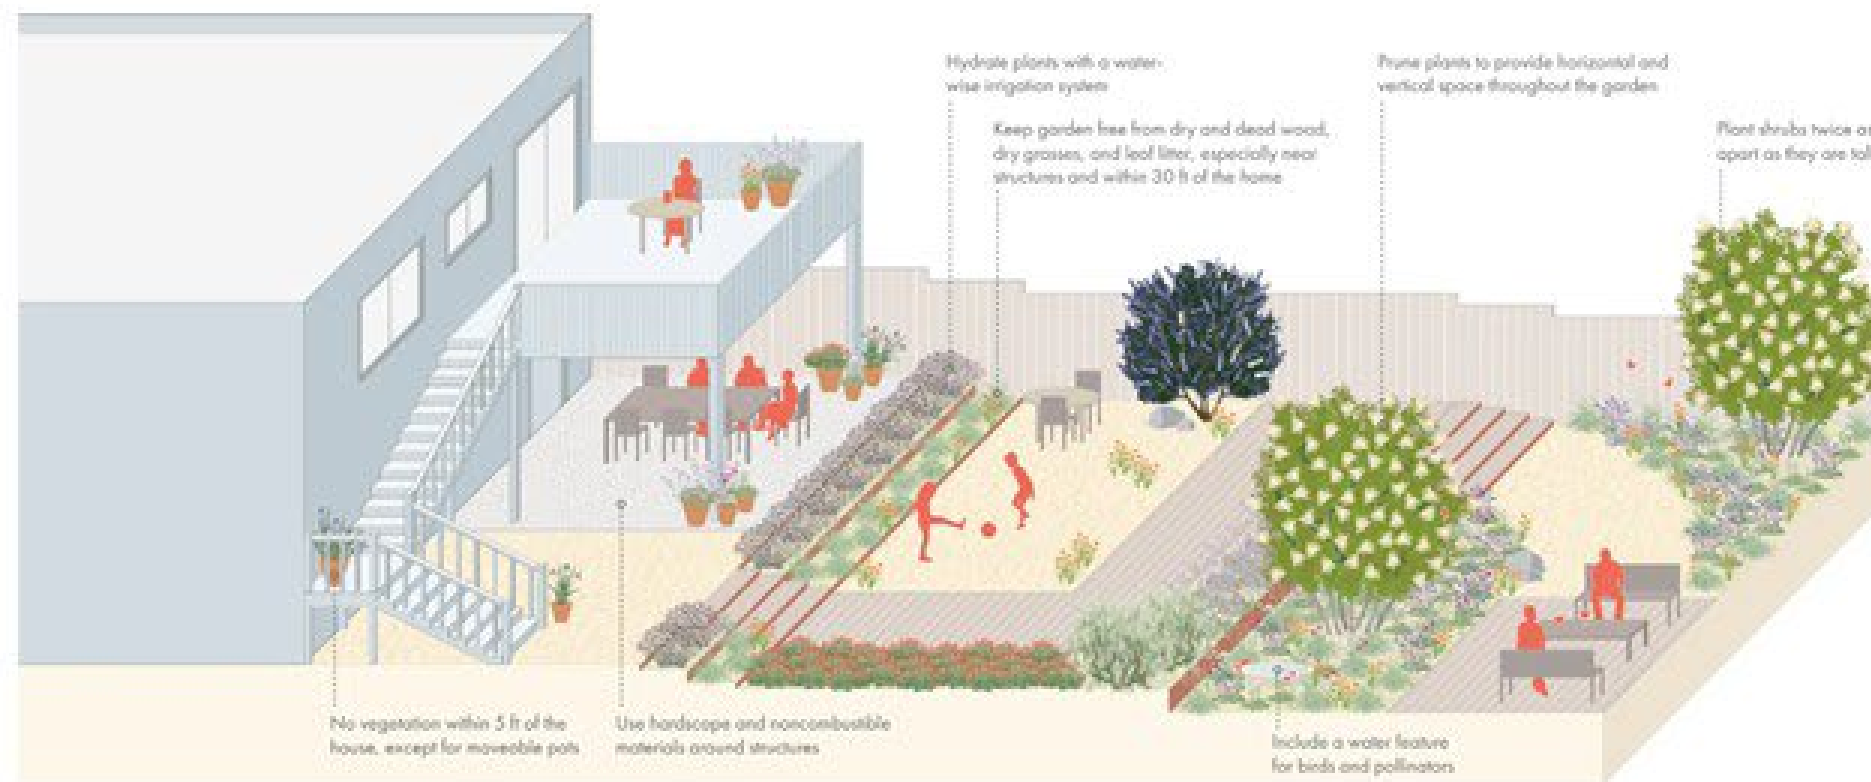 Hydrate plants with a water-
wise irrigation system
Prune plants to provide horizontal and
vertical space throughout the garden
Keep garden free from dry and dead wood,
dry grasses, and leaf litter, especially near
structures and within 30 ft of the home
Plant shrubs twice as
apart as they are tal
No vegetation within 5 ft of the
house, except for moveable pots
Use hardscape and noncombustible
materials around structures
Include a water feature
for birds and pollinators